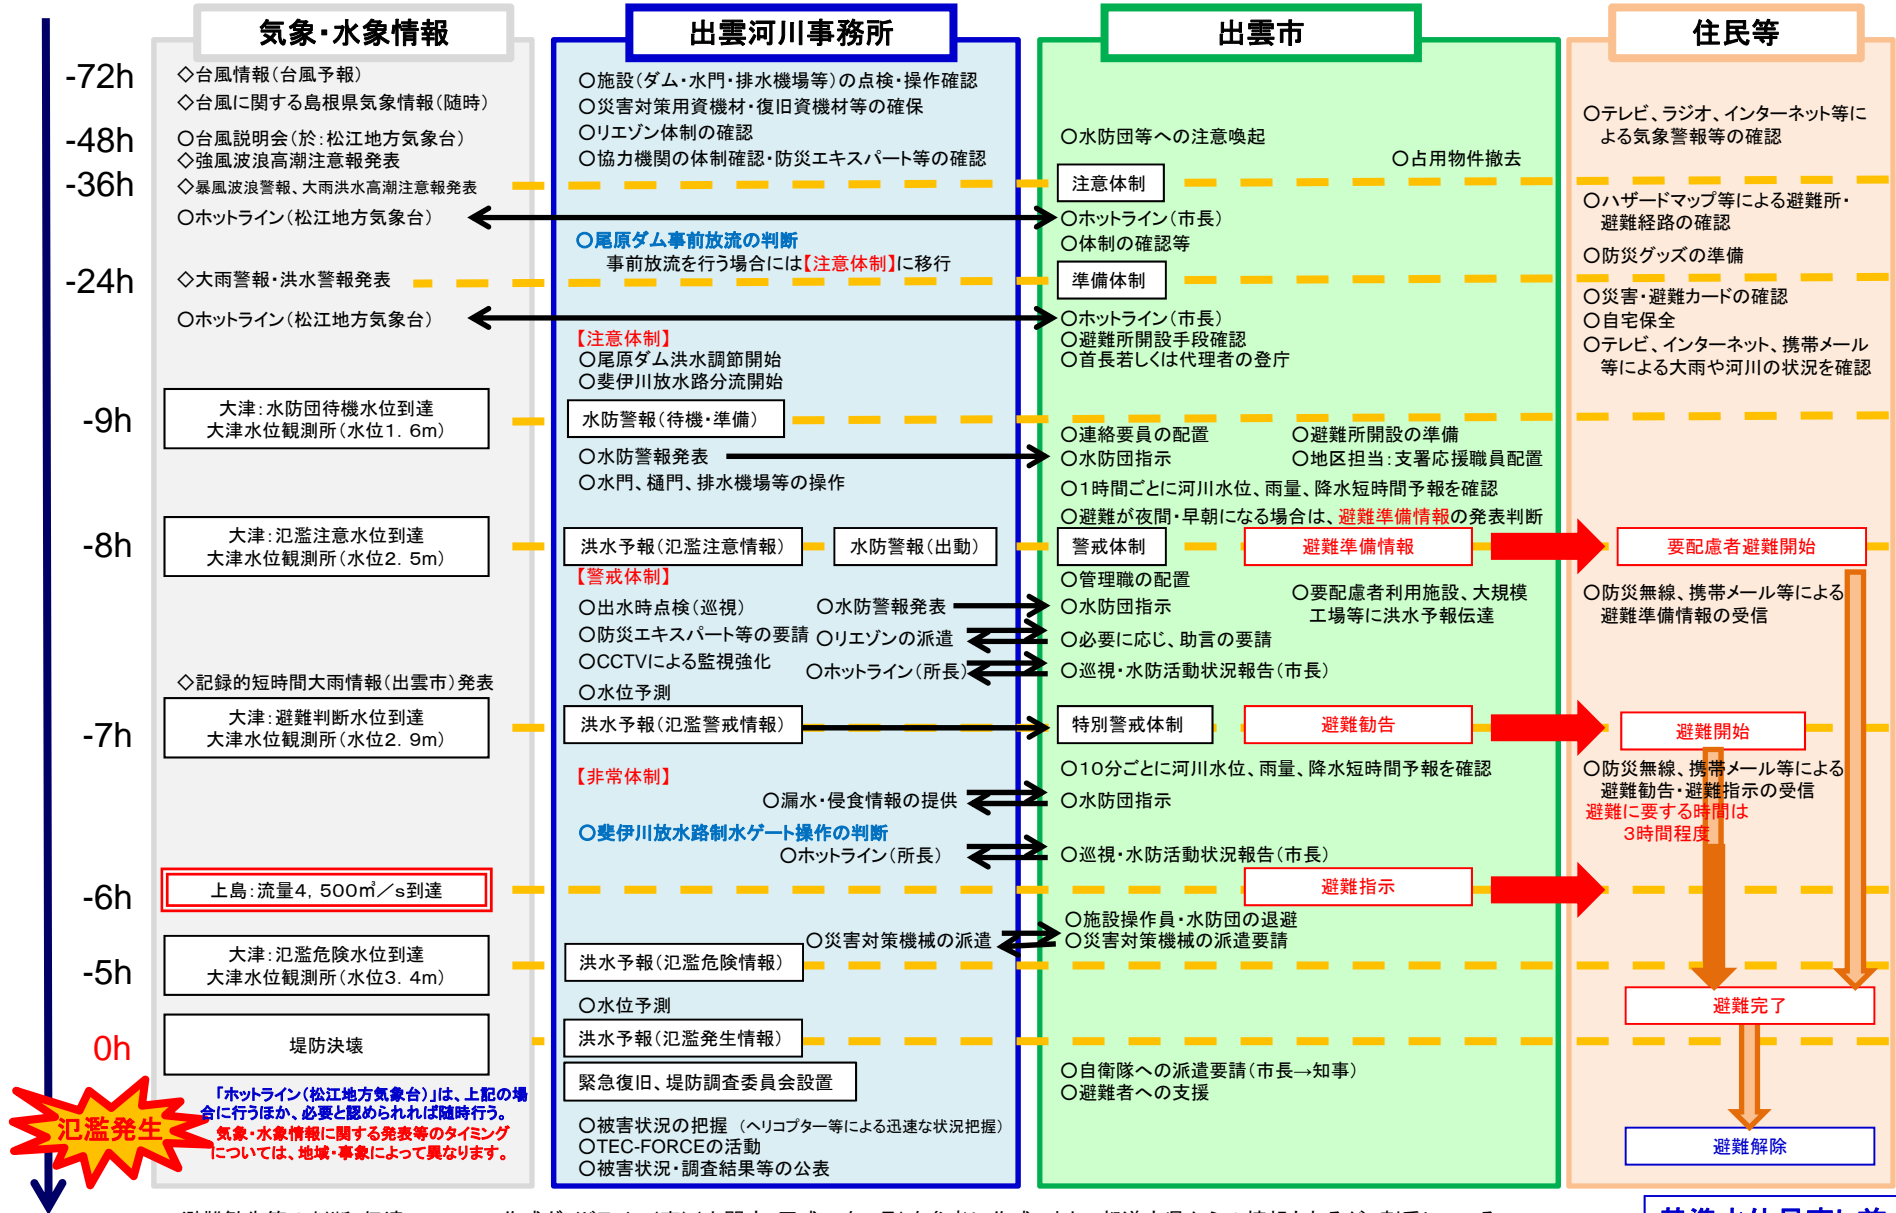 気象・水象情報
出雲河川事務所
出雲市
住民等
-72h
-48h
-36h
-24h
-9h
-8h
-7h
-6h
-5h
0h
氾濫発生
◇台風情報(台風予報)
◇台風に関する島根県気象情報(随時)
○台風説明会(於:松江地方気象台)
◇強風波浪高潮注意報発表
◇暴風波浪警報、大雨洪水高潮注意報発表
○ホットライン(松江地方気象台)
◇大雨警報・洪水警報発表
○ホットライン(松江地方気象台)
大津:水防団待機水位到達
大津水位観測所(水位1.6m)
大津:氾濫注意水位到達
大津水位観測所(水位2.5m)
◇記録的短時間大雨情報(出雲市)発表
大津:避難判断水位到達
大津水位観測所(水位2.9m)
上島:流量4,500㎥/s到達
大津:氾濫危険水位到達
大津水位観測所(水位3.4m)
堤防決壊
「ホットライン(松江地方気象台)」は、上記の場
合に行うほか、必要と認められれば随時行う。
気象・水象情報に関する発表等のタイミング
については、地域・事象によって異なります。
○施設(ダム・水門・排水機場等)の点検・操作確認
○災害対策用資機材・復旧資機材等の確保
○リエゾン体制の確認
○協力機関の体制確認・防災エキスパート等の確認
○尾原ダム事前放流の判断
事前放流を行う場合には【注意体制】に移行
【注意体制】
○尾原ダム洪水調節開始
○斐伊川放水路分流開始
水防警報(待機・準備)
○水防警報発表
○水門、樋門、排水機場等の操作
洪水予報(氾濫注意情報)
水防警報(出動)
【警戒体制】
○出水時点検(巡視)
○水防警報発表
○防災エキスパート等の要請
○リエゾンの派遣
○CCTVによる監視強化
○ホットライン(所長)
○水位予測
洪水予報(氾濫警戒情報)
【非常体制】
○漏水・侵食情報の提供
○斐伊川放水路制水ゲート操作の判断
○ホットライン(所長)
○災害対策機械の派遣
洪水予報(氾濫危険情報)
○水位予測
洪水予報(氾濫発生情報)
緊急復旧、堤防調査委員会設置
○被害状況の把握 (ヘリコプター等による迅速な状況把握)
○TEC-FORCEの活動
○被害状況・調査結果等の公表
○水防団等への注意喚起
○占用物件撤去
注意体制
○ホットライン(市長)
○体制の確認等
準備体制
○ホットライン(市長)
○避難所開設手段確認
○首長若しくは代理者の登庁
○連絡要員の配置
○避難所開設の準備
○水防団指示
○地区担当:支署応援職員配置
○1時間ごとに河川水位、雨量、降水短時間予報を確認
○避難が夜間・早朝になる場合は、避難準備情報の発表判断
警戒体制
避難準備情報
○管理職の配置
○水防団指示
○要配慮者利用施設、大規模
工場等に洪水予報伝達
○必要に応じ、助言の要請
○巡視・水防活動状況報告(市長)
特別警戒体制
避難勧告
○10分ごとに河川水位、雨量、降水短時間予報を確認
○水防団指示
○巡視・水防活動状況報告(市長)
避難指示
○施設操作員・水防団の退避
○災害対策機械の派遣要請
○自衛隊への派遣要請(市長→知事)
○避難者への支援
○テレビ、ラジオ、インターネット等に
よる気象警報等の確認
○ハザードマップ等による避難所・
避難経路の確認
○防災グッズの準備
○災害・避難カードの確認
○自宅保全
○テレビ、インターネット、携帯メール
等による大雨や河川の状況を確認
要配慮者避難開始
○防災無線、携帯メール等による
避難準備情報の受信
避難開始
○防災無線、携帯メール等による
避難勧告・避難指示の受信
避難に要する時間は
3時間程度
避難完了
避難解除